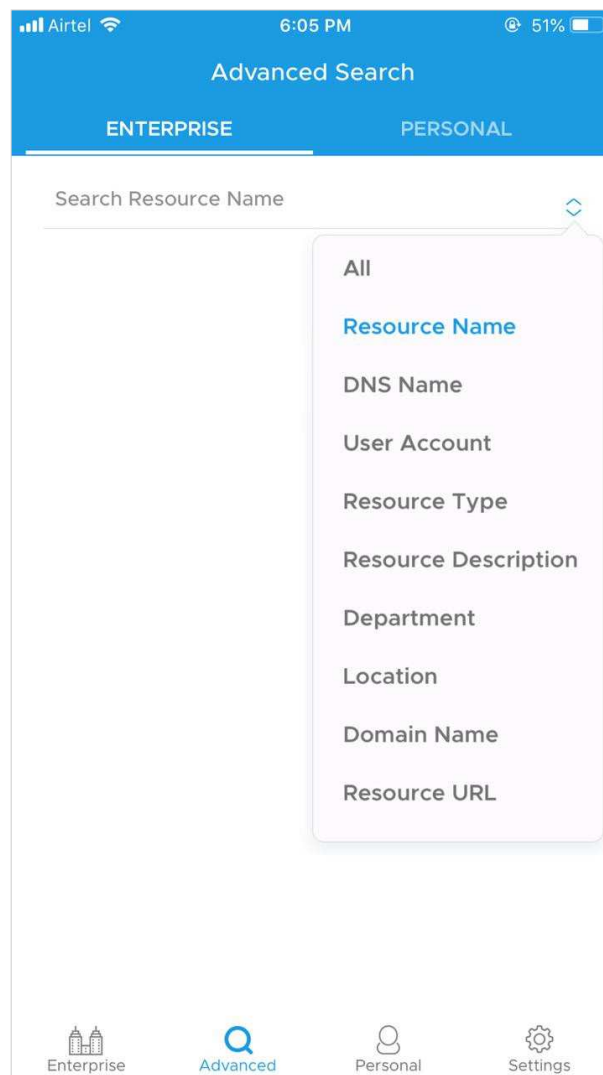 Airtel 6:05 PM 51%
Advanced Search
ENTERPRISE PERSONAL
Search Resource Name
All
Resource Name
DNS Name
User Account
Resource Type
Resource Description
Department
Location
Domain Name
Resource URL
Enterprise Advanced Personal Settings